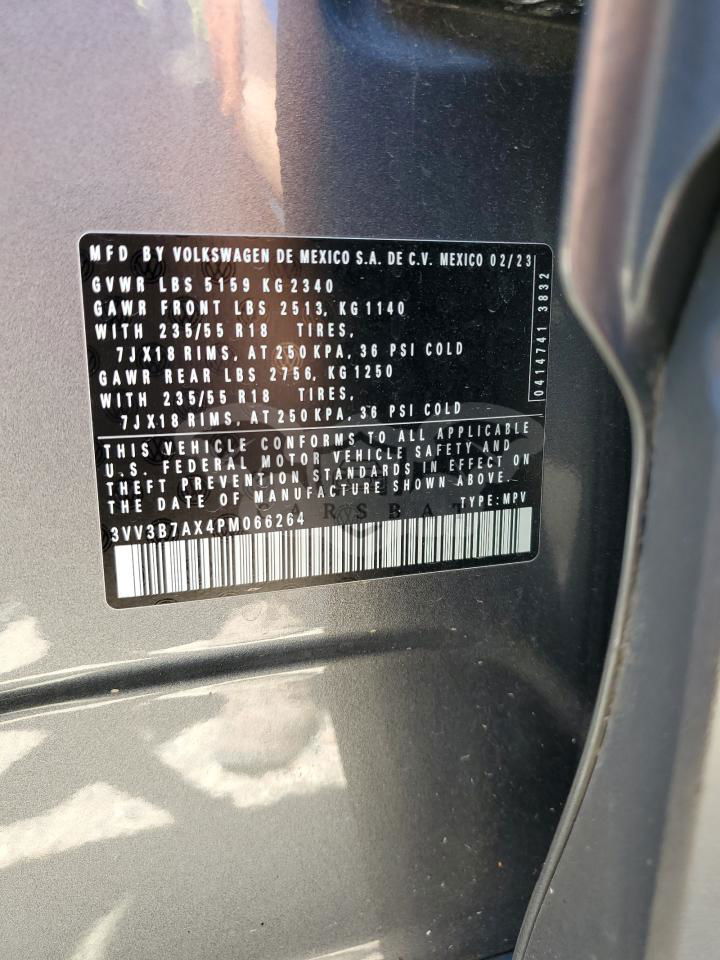 MFD BY VOLKSWAGEN DE MEXICO S.A. DE C.V. MEXICO 02/23
GVWR LBS 5159 KG 2340
GAWR FRONT LBS 2513, KG 1140
WITH 235/55 R18 TIRES,
7JX18 RIMS, AT 250 KPA, 36 PSI COLD
GAWR REAR LBS 2756, KG 1250
WITH 235/55 R18 TIRES,
7JX18 RIMS, AT 250 KPA, 36 PSI COLD
0414741 3832
THIS VEHICLE CONFORMS TO ALL APPLICABLE
U.S. FEDERAL MOTOR VEHICLE SAFETY AND
THEFT PREVENTION STANDARDS IN EFFECT ON
THE DATE OF MANUFACTURE SHOWN ABOVE.
TYPE: MPV
3VV3B7AX4PM066264